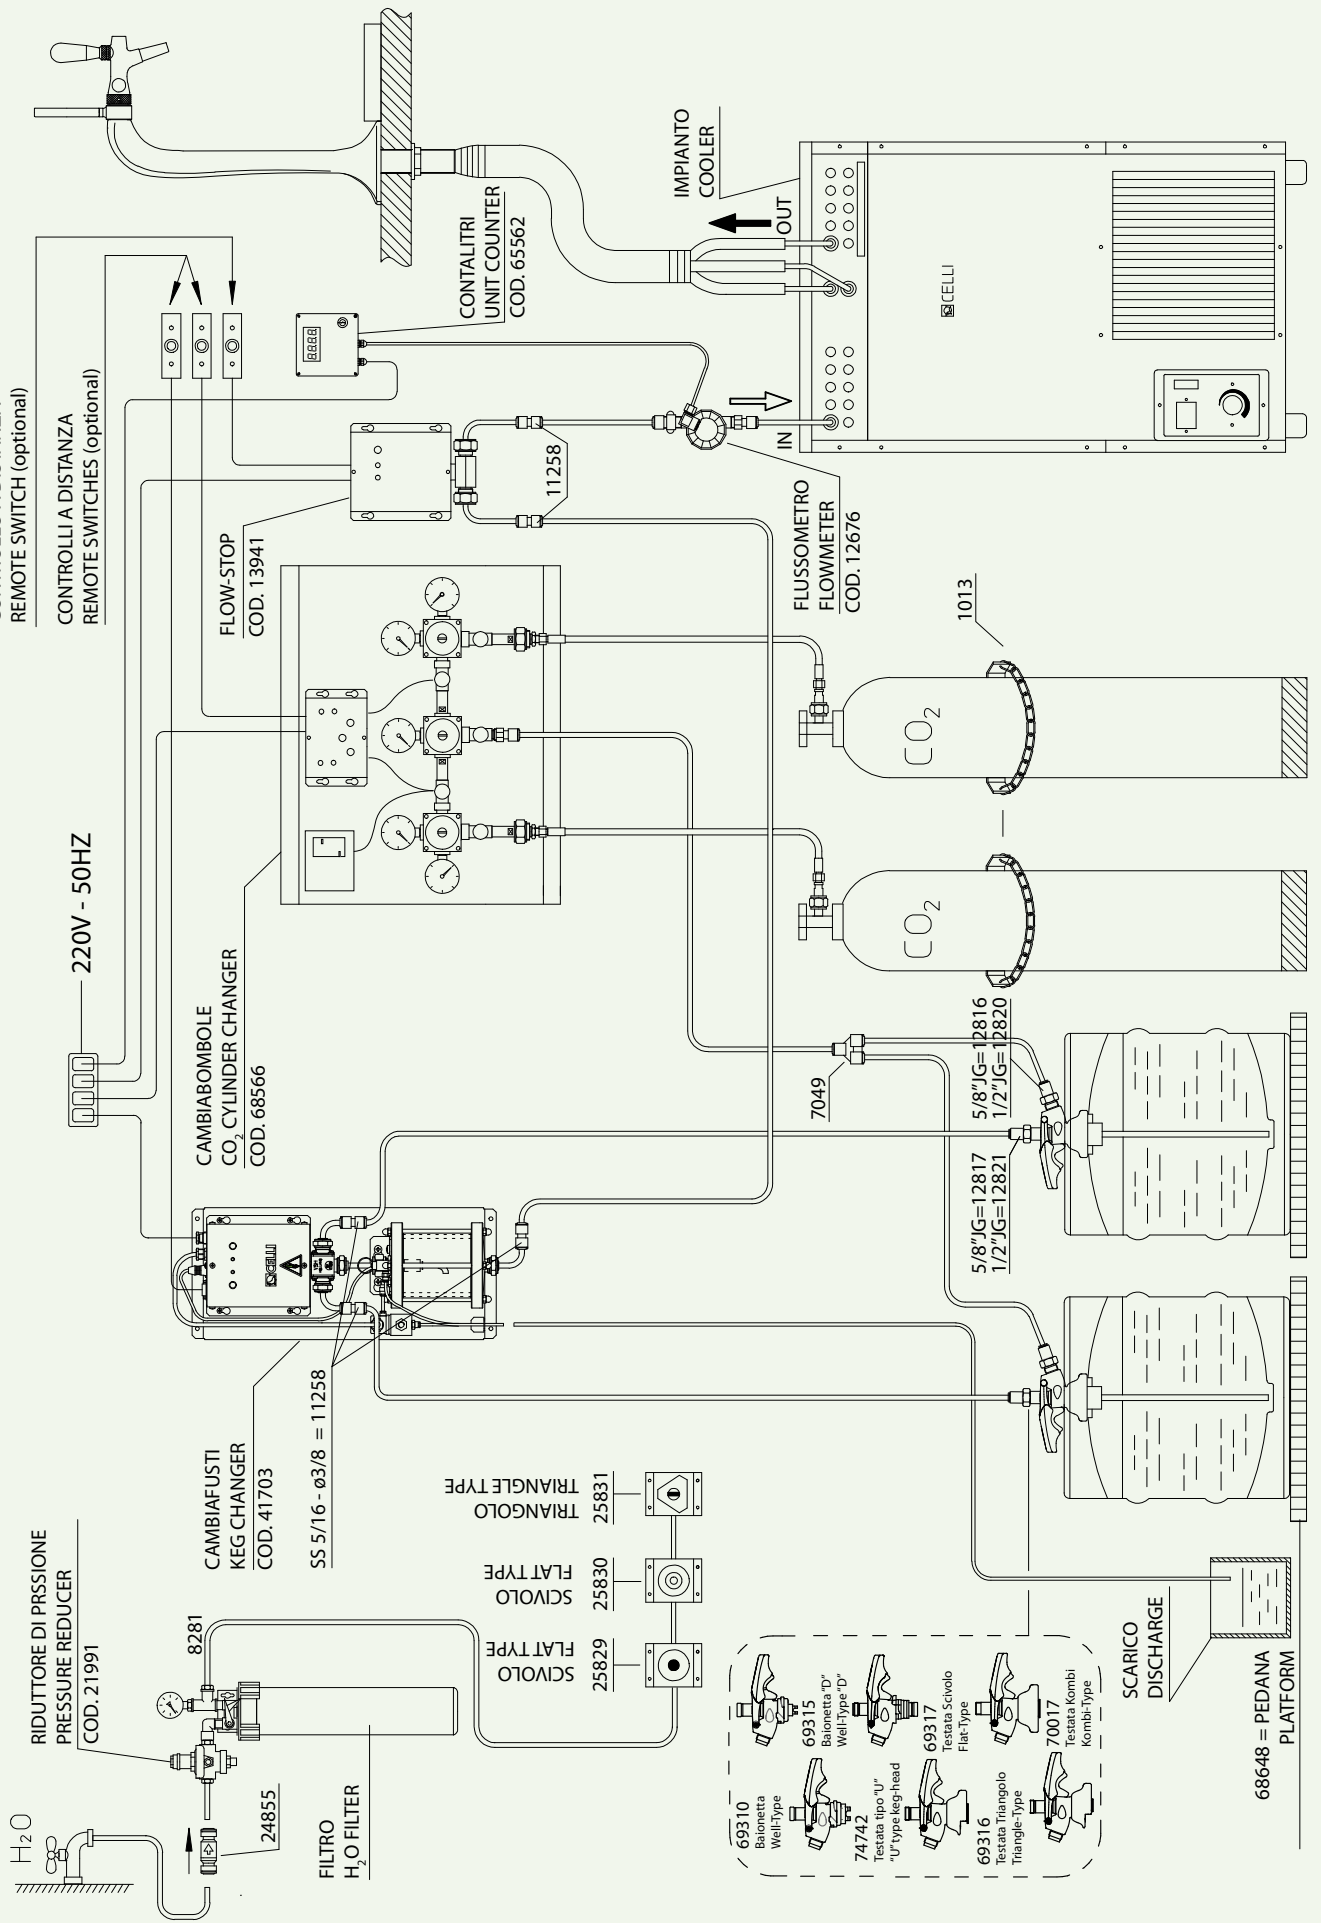 H₂O
24855
RIDUTTORE DI PRSSIONE
PRESSURE REDUCER
COD. 21991
8281
FILTRO
H₂O FILTER
CAMBIAFUSTI
KEG CHANGER
COD. 41703
SS 5/16 - ø3/8 = 11258
SCIVOLO
FLAT TYPE
25829
SCIVOLO
FLAT TYPE
25830
TRIANGOLO
TRIANGLE TYPE
25831
CELLI
220V - 50HZ
CAMBIABOMBOLE
CO₂ CYLINDER CHANGER
COD. 68566
REMOTE SWITCH (optional)
CONTROLLI A DISTANZA
REMOTE SWITCHES (optional)
FLOW-STOP
COD. 13941
8.8.8.8.
CONTALITRI
UNIT COUNTER
COD. 65562
11258
FLUSSOMETRO
FLOWMETER
COD. 12676
IMPIANTO
COOLER
OUT
IN
CELLI
1013
CO₂
CO₂
7049
5/8"JG=12816
1/2"JG=12820
5/8"JG=12817
1/2"JG=12821
69310
Baionetta
Well-Type
69315
Baionetta "D"
Well-Type "D"
74742
Testata tipo "U"
"U" type keg-head
69317
Testata Scivolo
Flat-Type
69316
Testata Triangolo
Triangle-Type
70017
Testata Kombi
Kombi-Type
SCARICO
DISCHARGE
68648 = PEDANA
PLATFORM